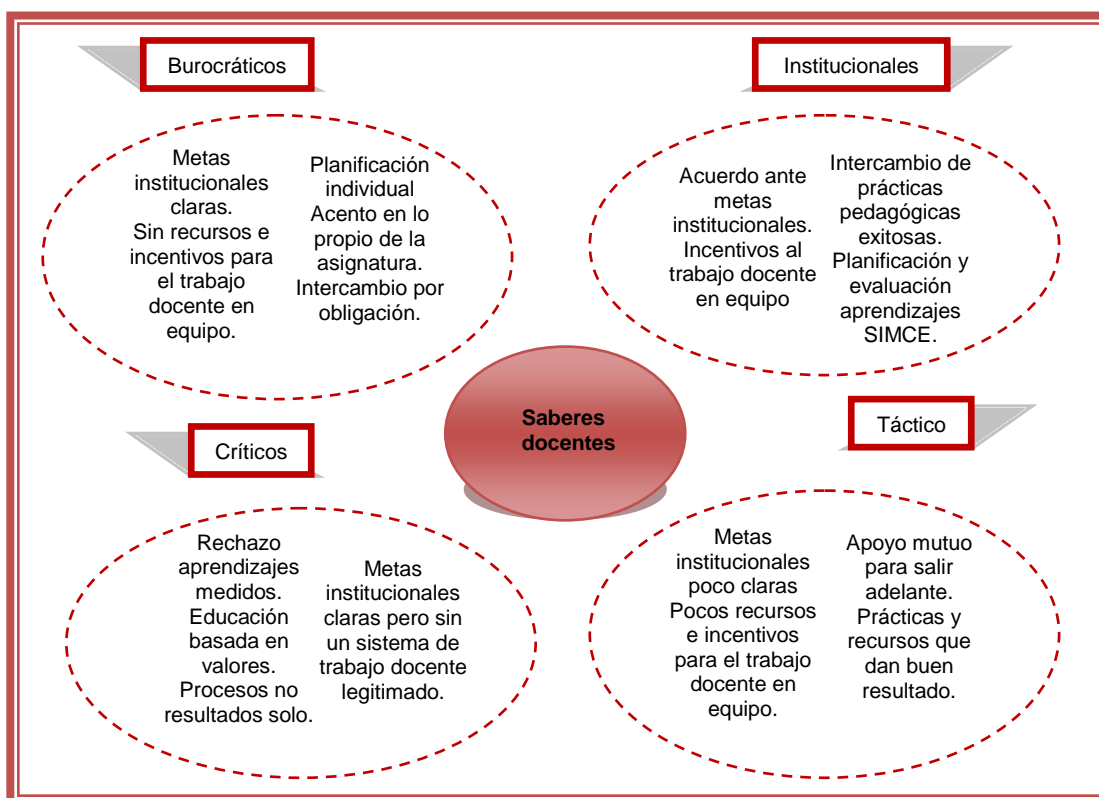 Burocráticos
Metas
institucionales
claras.
Sin recursos e
incentivos para
el trabajo
docente en
equipo.
Planificación
individual
Acento en lo
propio de la
asignatura.
Intercambio por
obligación.
Institucionales
Acuerdo ante
metas
institucionales.
Incentivos al
trabajo docente
en equipo
Intercambio de
prácticas
pedagógicas
exitosas.
Planificación y
evaluación
aprendizajes
SIMCE.
Saberes
docentes
Críticos
Rechazo
aprendizajes
medidos.
Educación
basada en
valores.
Procesos no
resultados solo.
Metas
institucionales
claras pero sin
un sistema de
trabajo docente
legitimado.
Táctico
Metas
institucionales
poco claras
Pocos recursos
e incentivos
para el trabajo
docente en
equipo.
Apoyo mutuo
para salir
adelante.
Prácticas y
recursos que
dan buen
resultado.